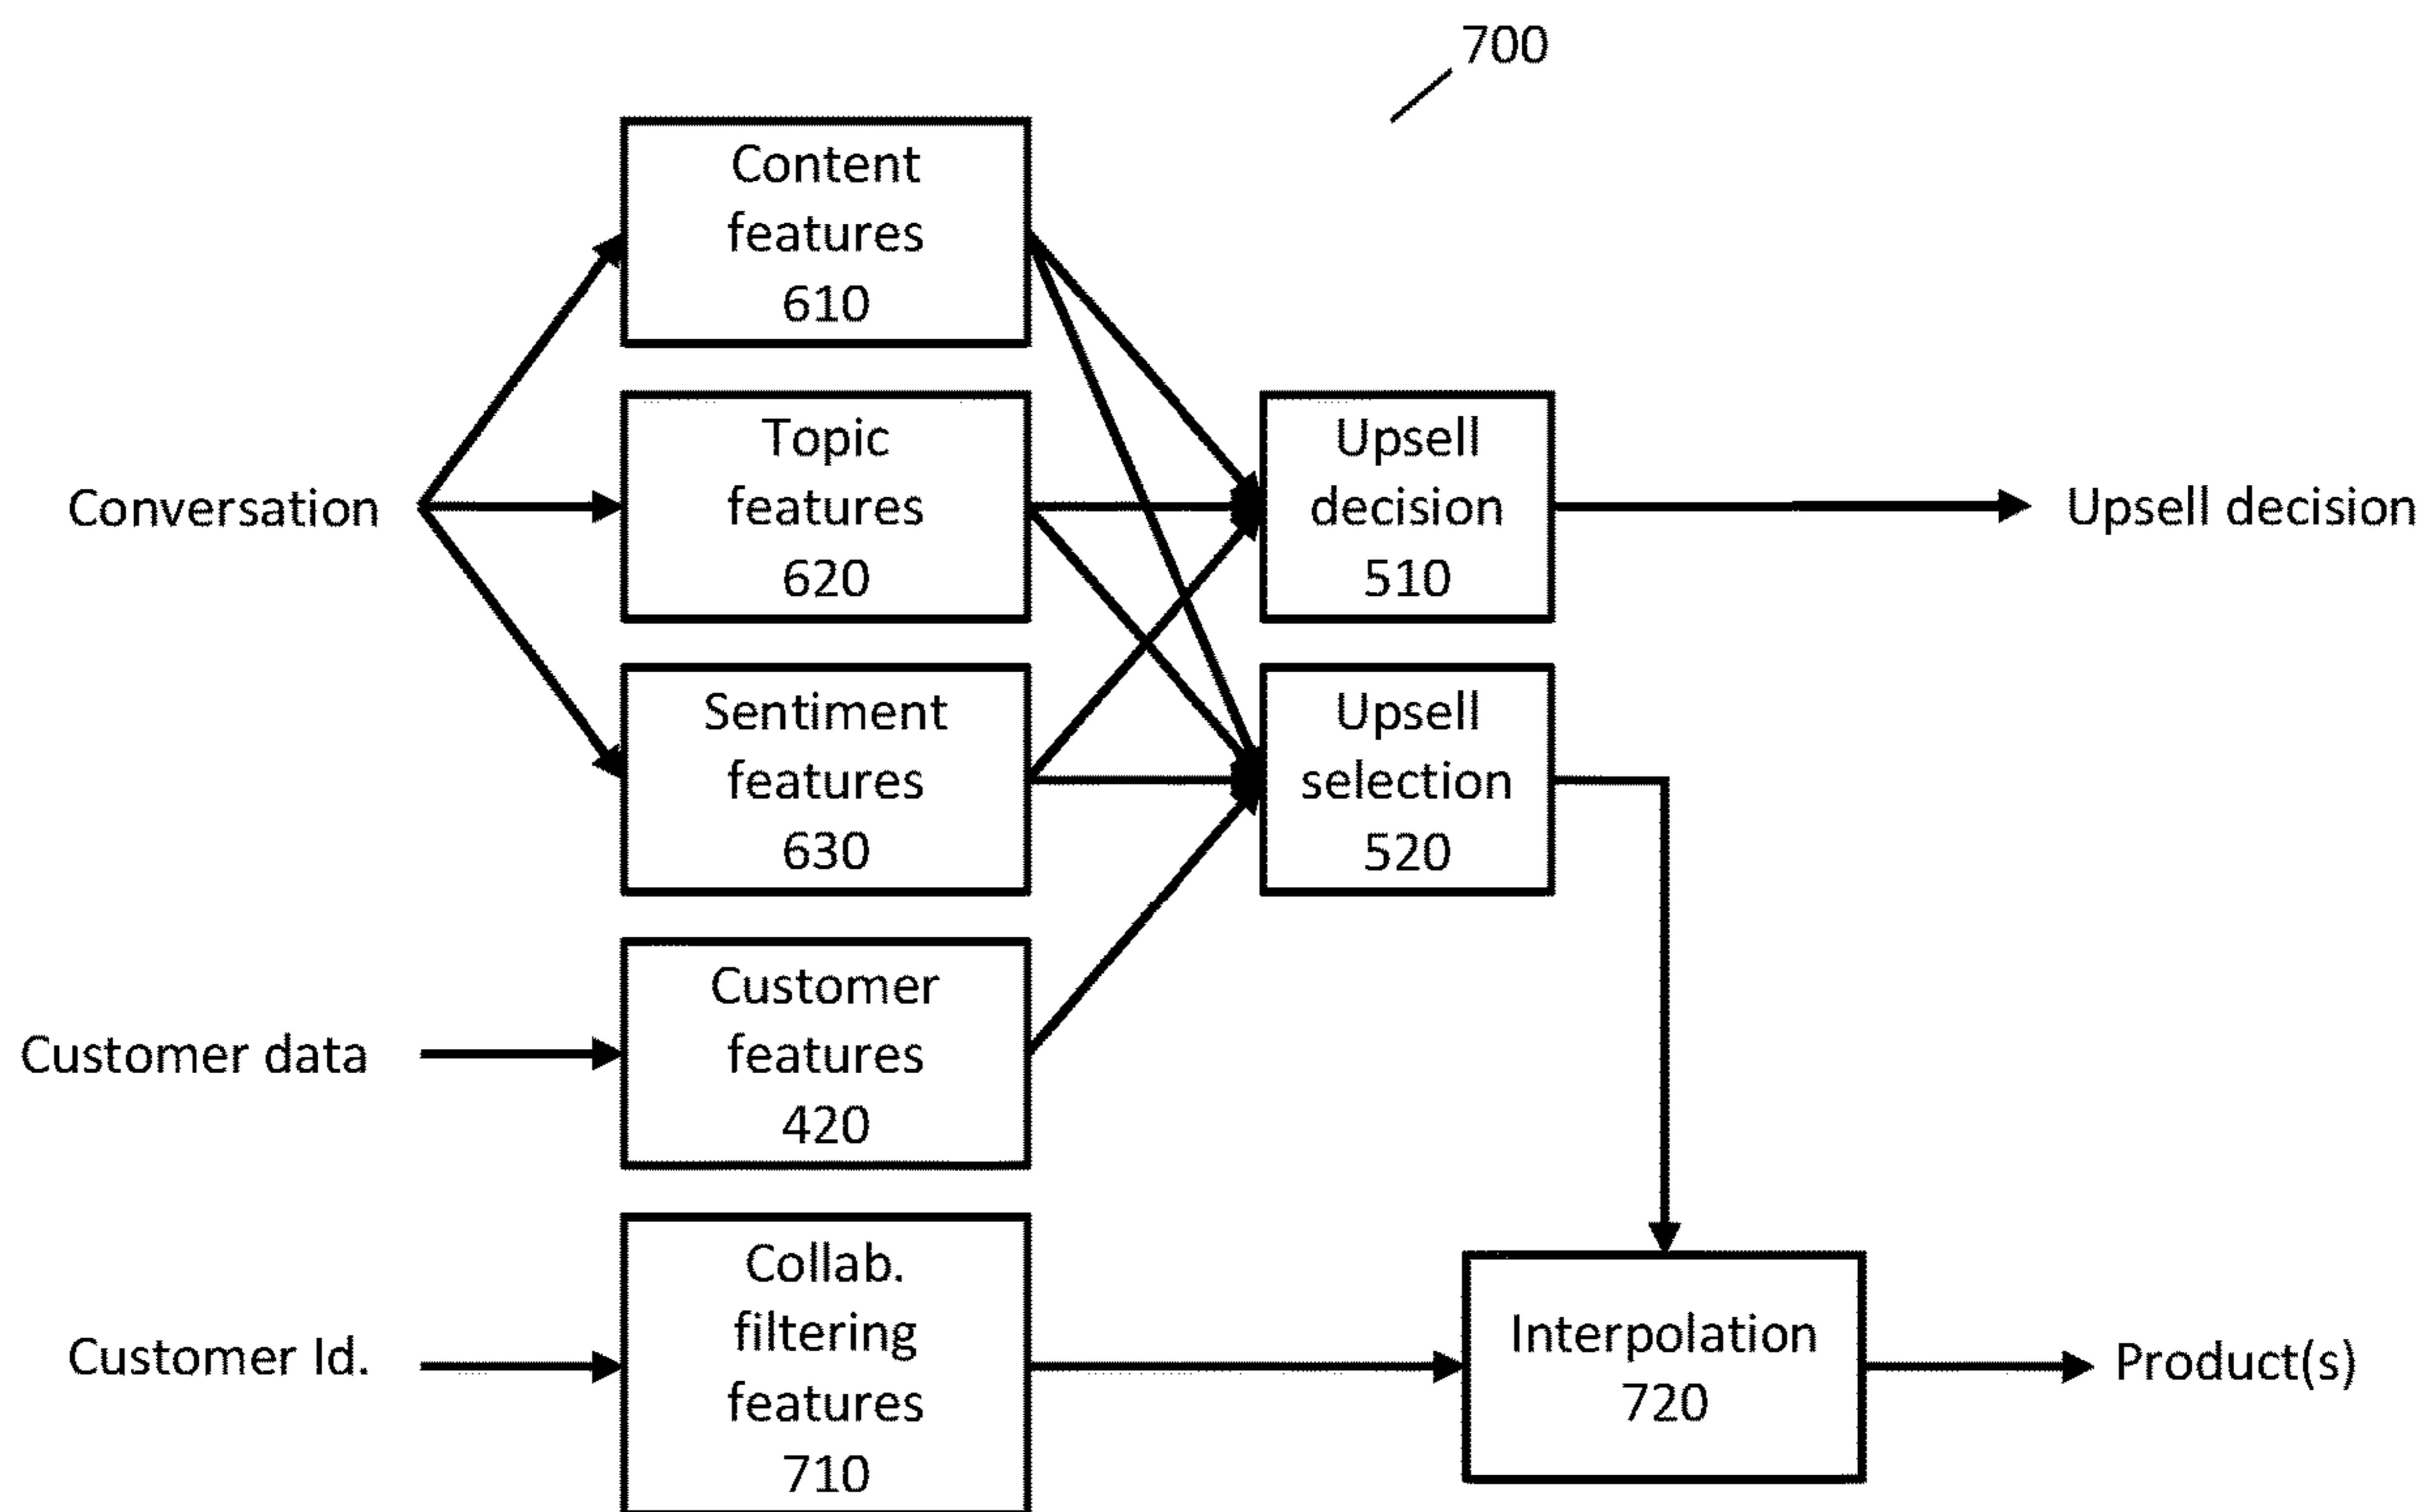 700
Content
features
610
Topic
features
620
Upsell
decision
510
Conversation
Upsell decision
Sentiment
features
630
Upsell
selection
520
Customer data
Customer
features
420
Customer Id.
Collab.
filtering
features
710
Interpolation
720
Product(s)